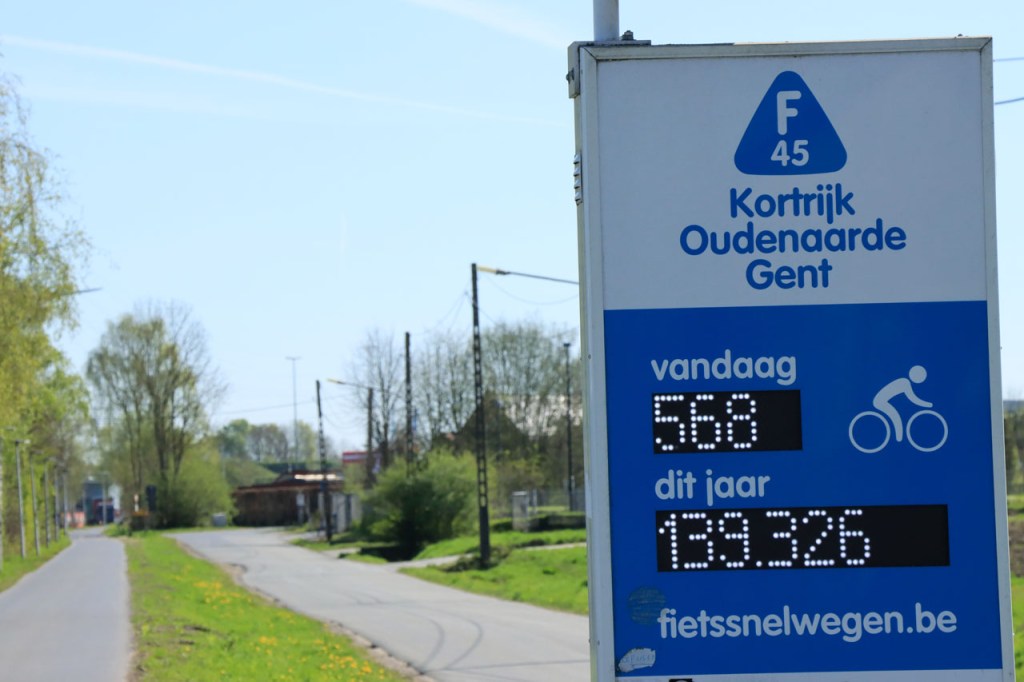 F
45
Kortrijk
Oudenaarde
Gent
vandaag
568
dit jaar
139.326
fietssnelwegen.be